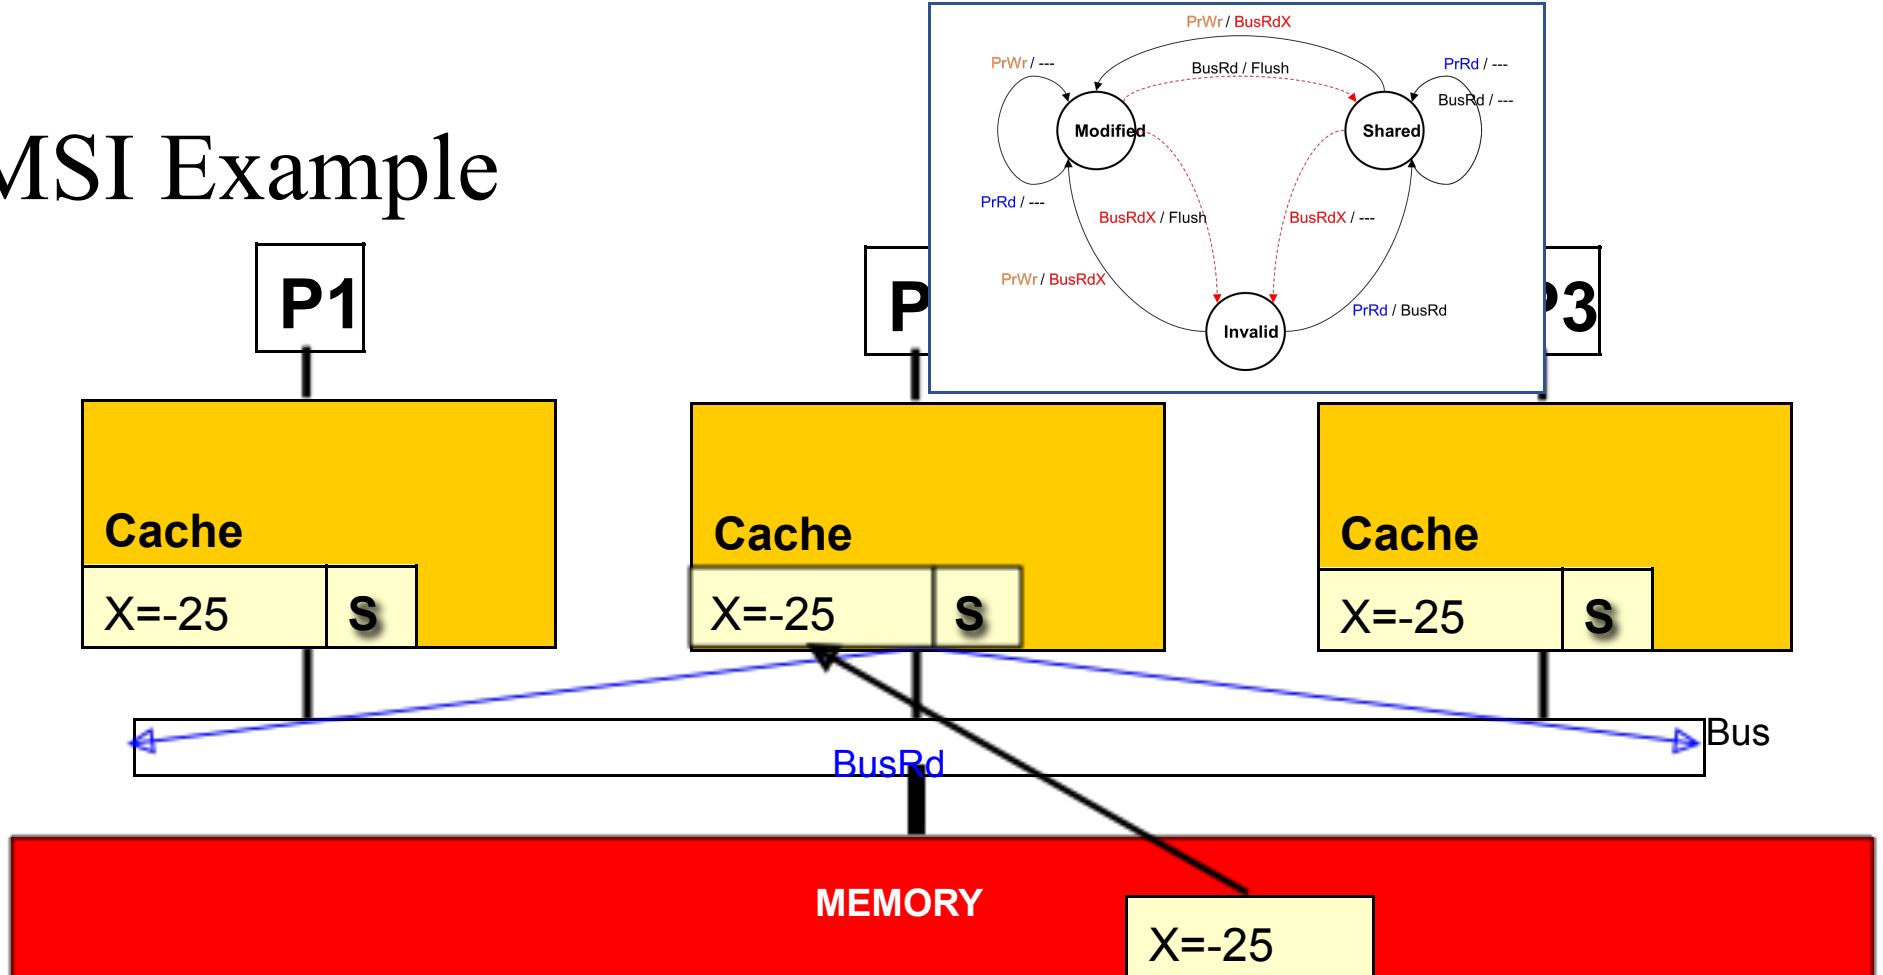 PrWr / BusRdX
PrWr / ---
BusRd / Flush
PrRd / ---
BusRd / ---
Modified
Shared
MSI Example
PrRd / ---
BusRdX / Flush
BusRdX / ---
PrWr / BusRdX
PrRd / BusRd
Invalid
P1
P
P3
Cache
Cache
Cache
X=-25 S
X=-25 S
X=-25 S
Bus
BusRd
MEMORY
X=-25